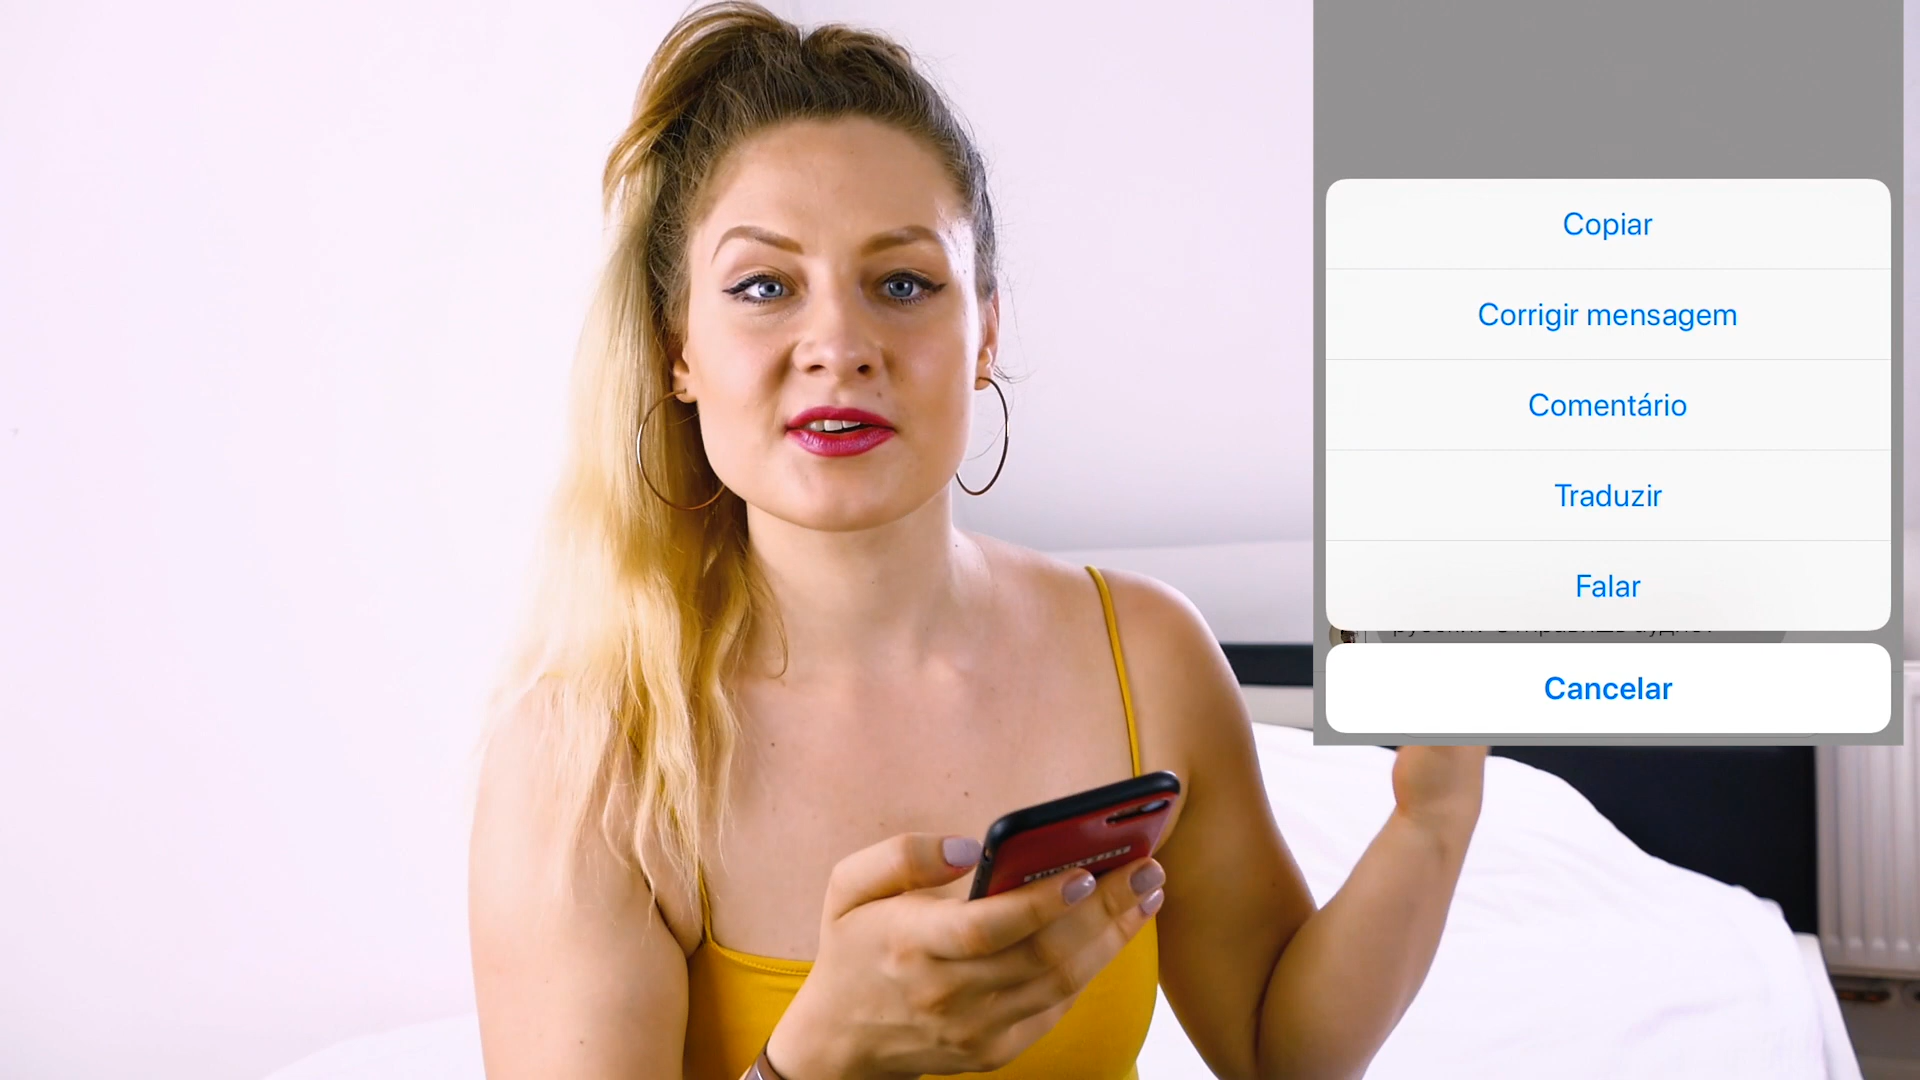 Copiar
Corrigir mensagem
Comentário
Traduzir
Falar
Cancelar